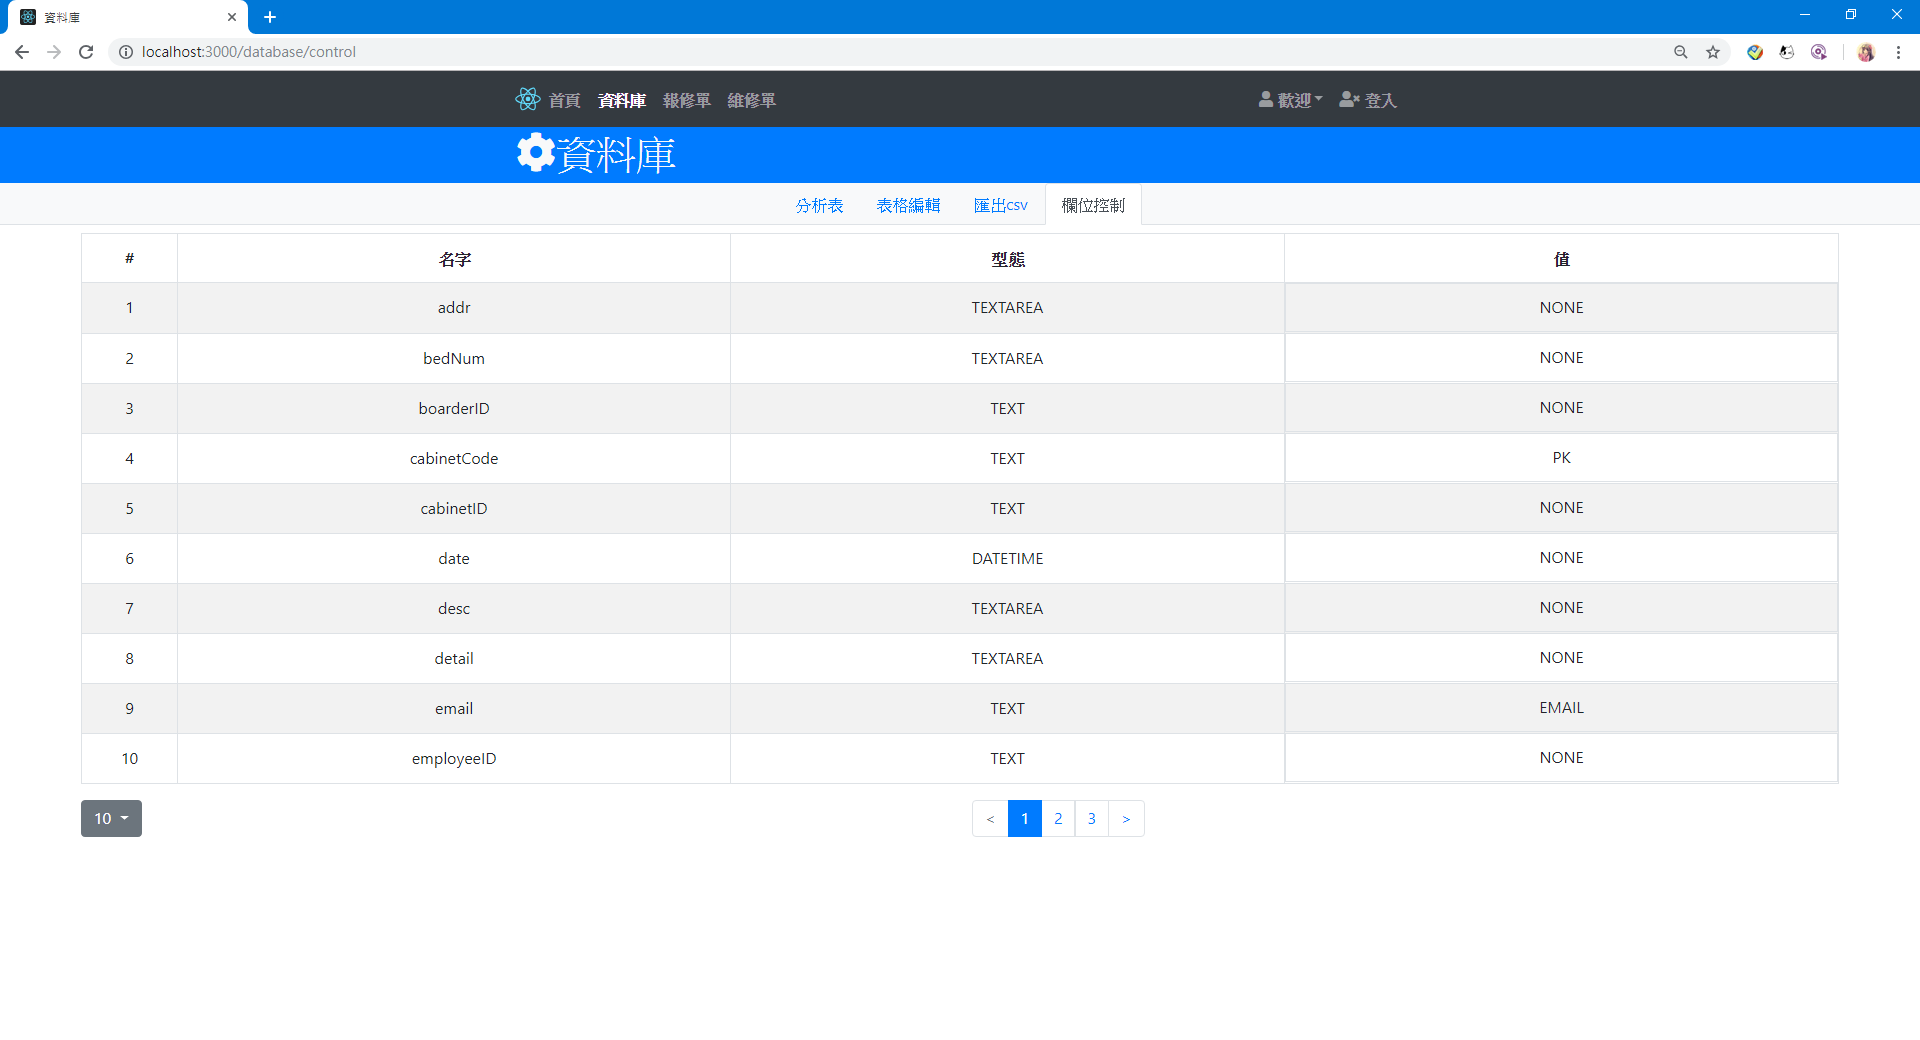 資料庫
localhost:3000/database/control
首頁 資料庫 報修單 維修單 歡迎 登入
資料庫
分析表 表格編輯 匯出csv 欄位控制
# 名字 型態 值
1 addr TEXTAREA NONE
2 bedNum TEXTAREA NONE
3 boarderID TEXT NONE
4 cabinetCode TEXT PK
5 cabinetID TEXT NONE
6 date DATETIME NONE
7 desc TEXTAREA NONE
8 detail TEXTAREA NONE
9 email TEXT EMAIL
10 employeeID TEXT NONE
10 < 1 2 3 >